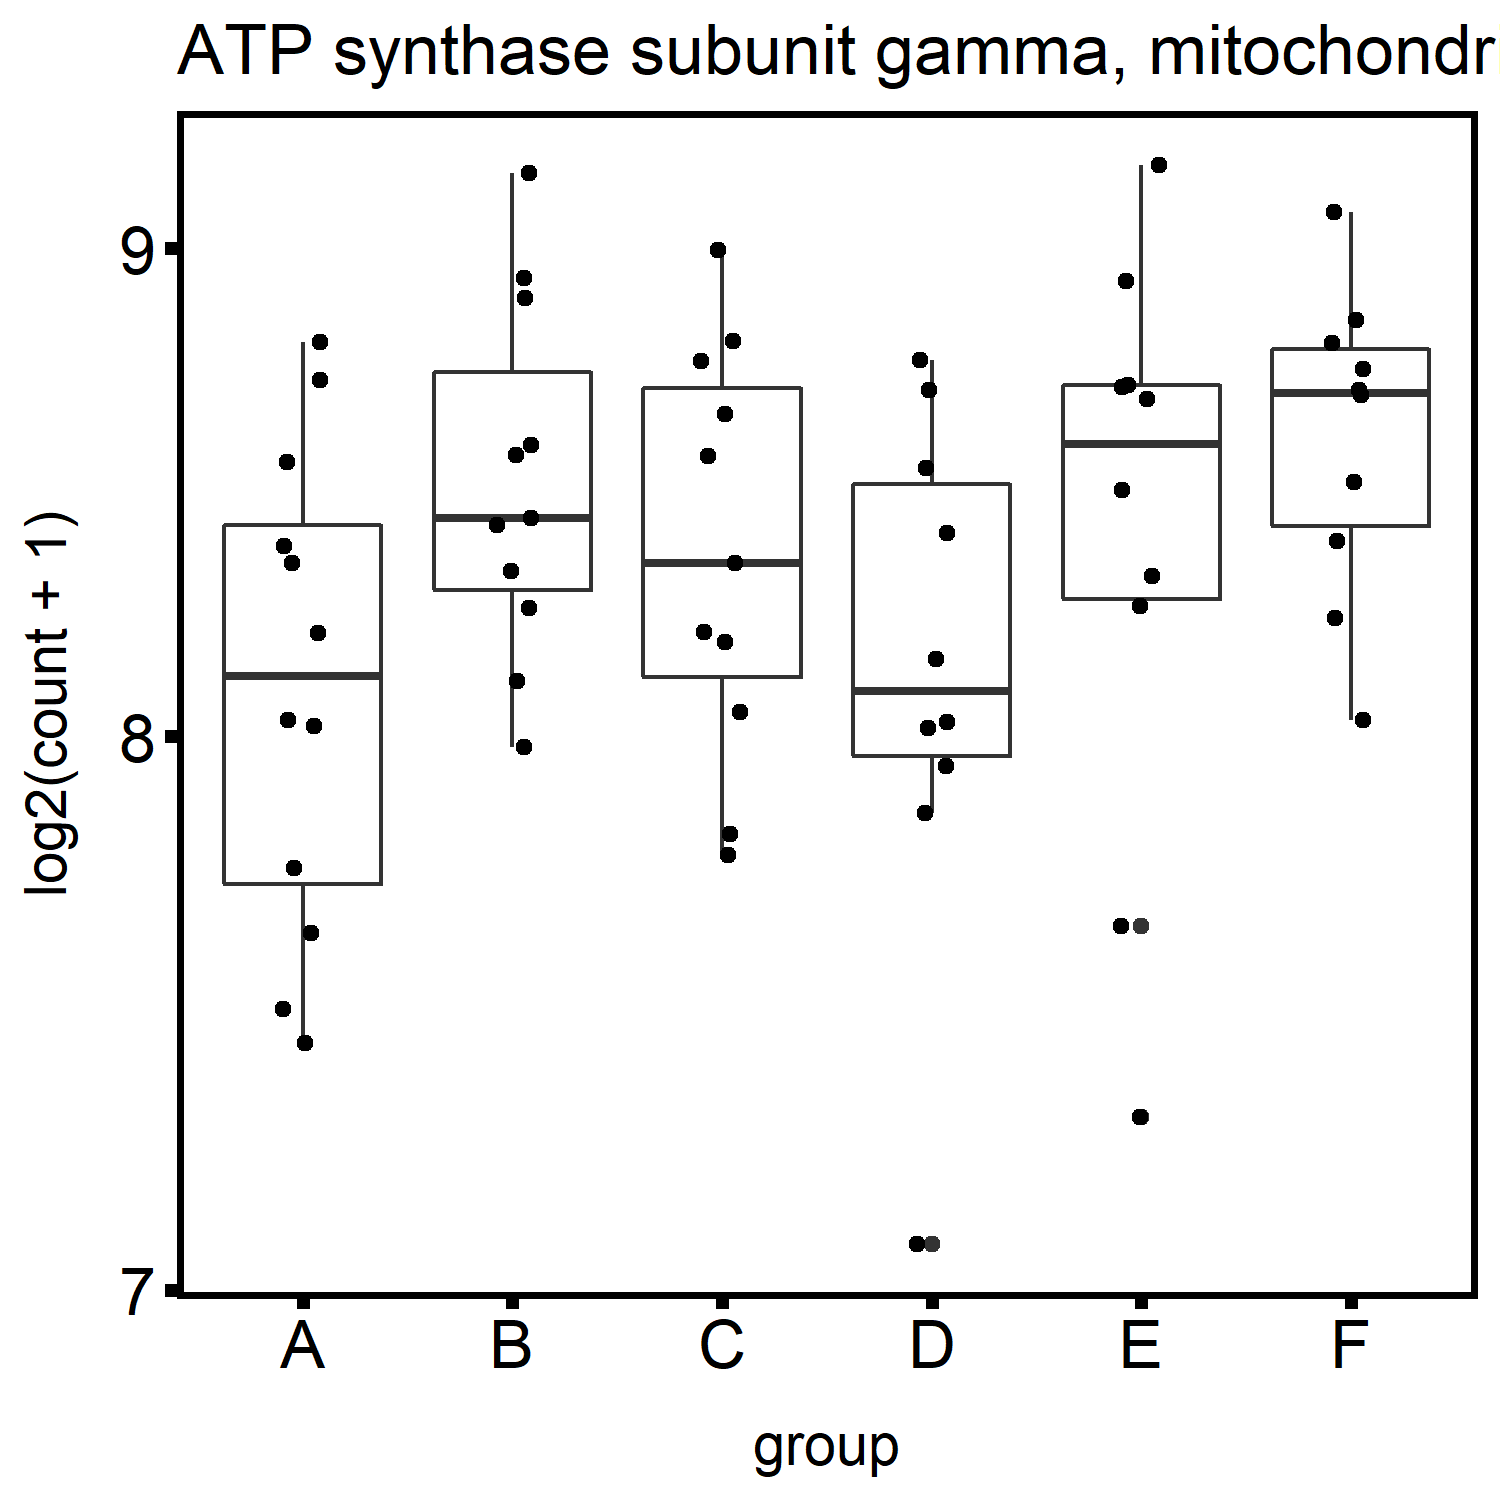 ATP synthase subunit gamma, mitochondr
9
8
7
log2(count + 1)
A B C D E F
group